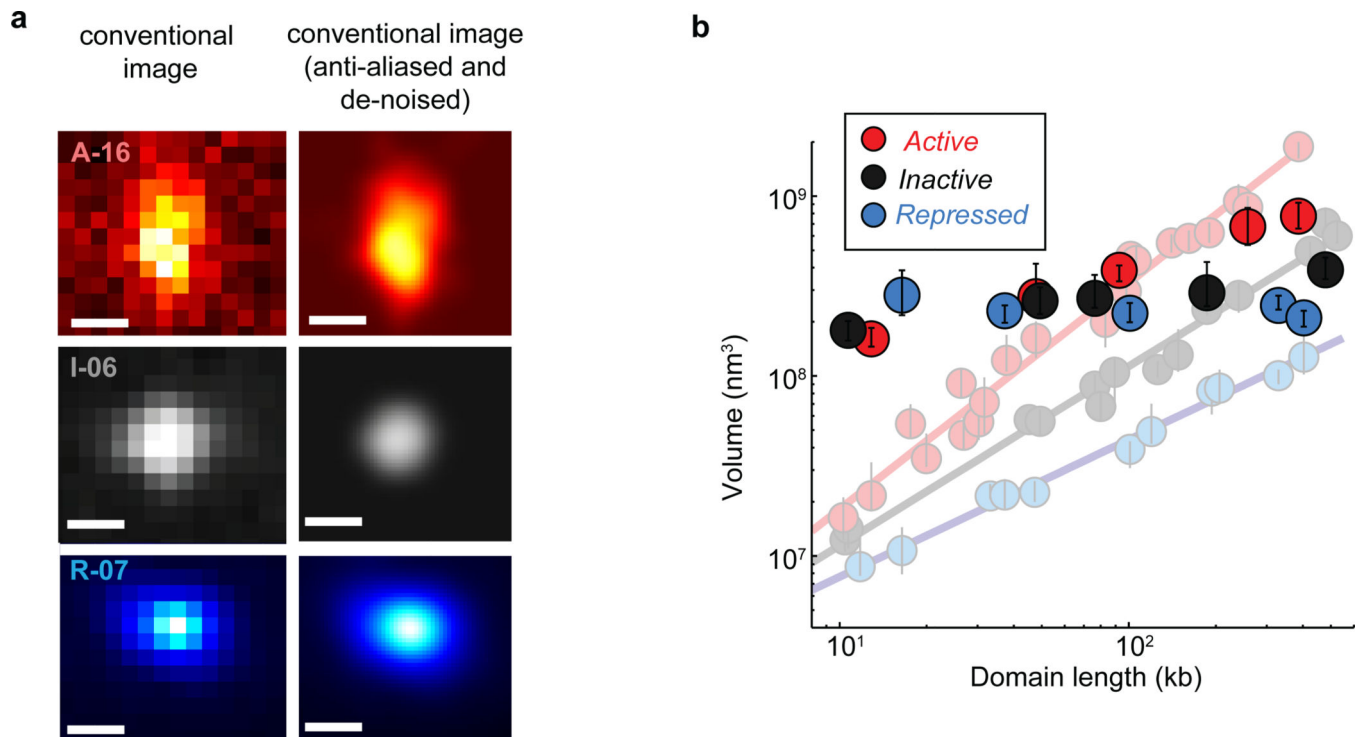 a
conventional
image
conventional image
(anti-aliased and
de-noised)
A-16
I-06
R-07
b
Active
Inactive
Repressed
10⁹
10⁸
10⁷
Volume (nm³)
10¹
10²
Domain length (kb)